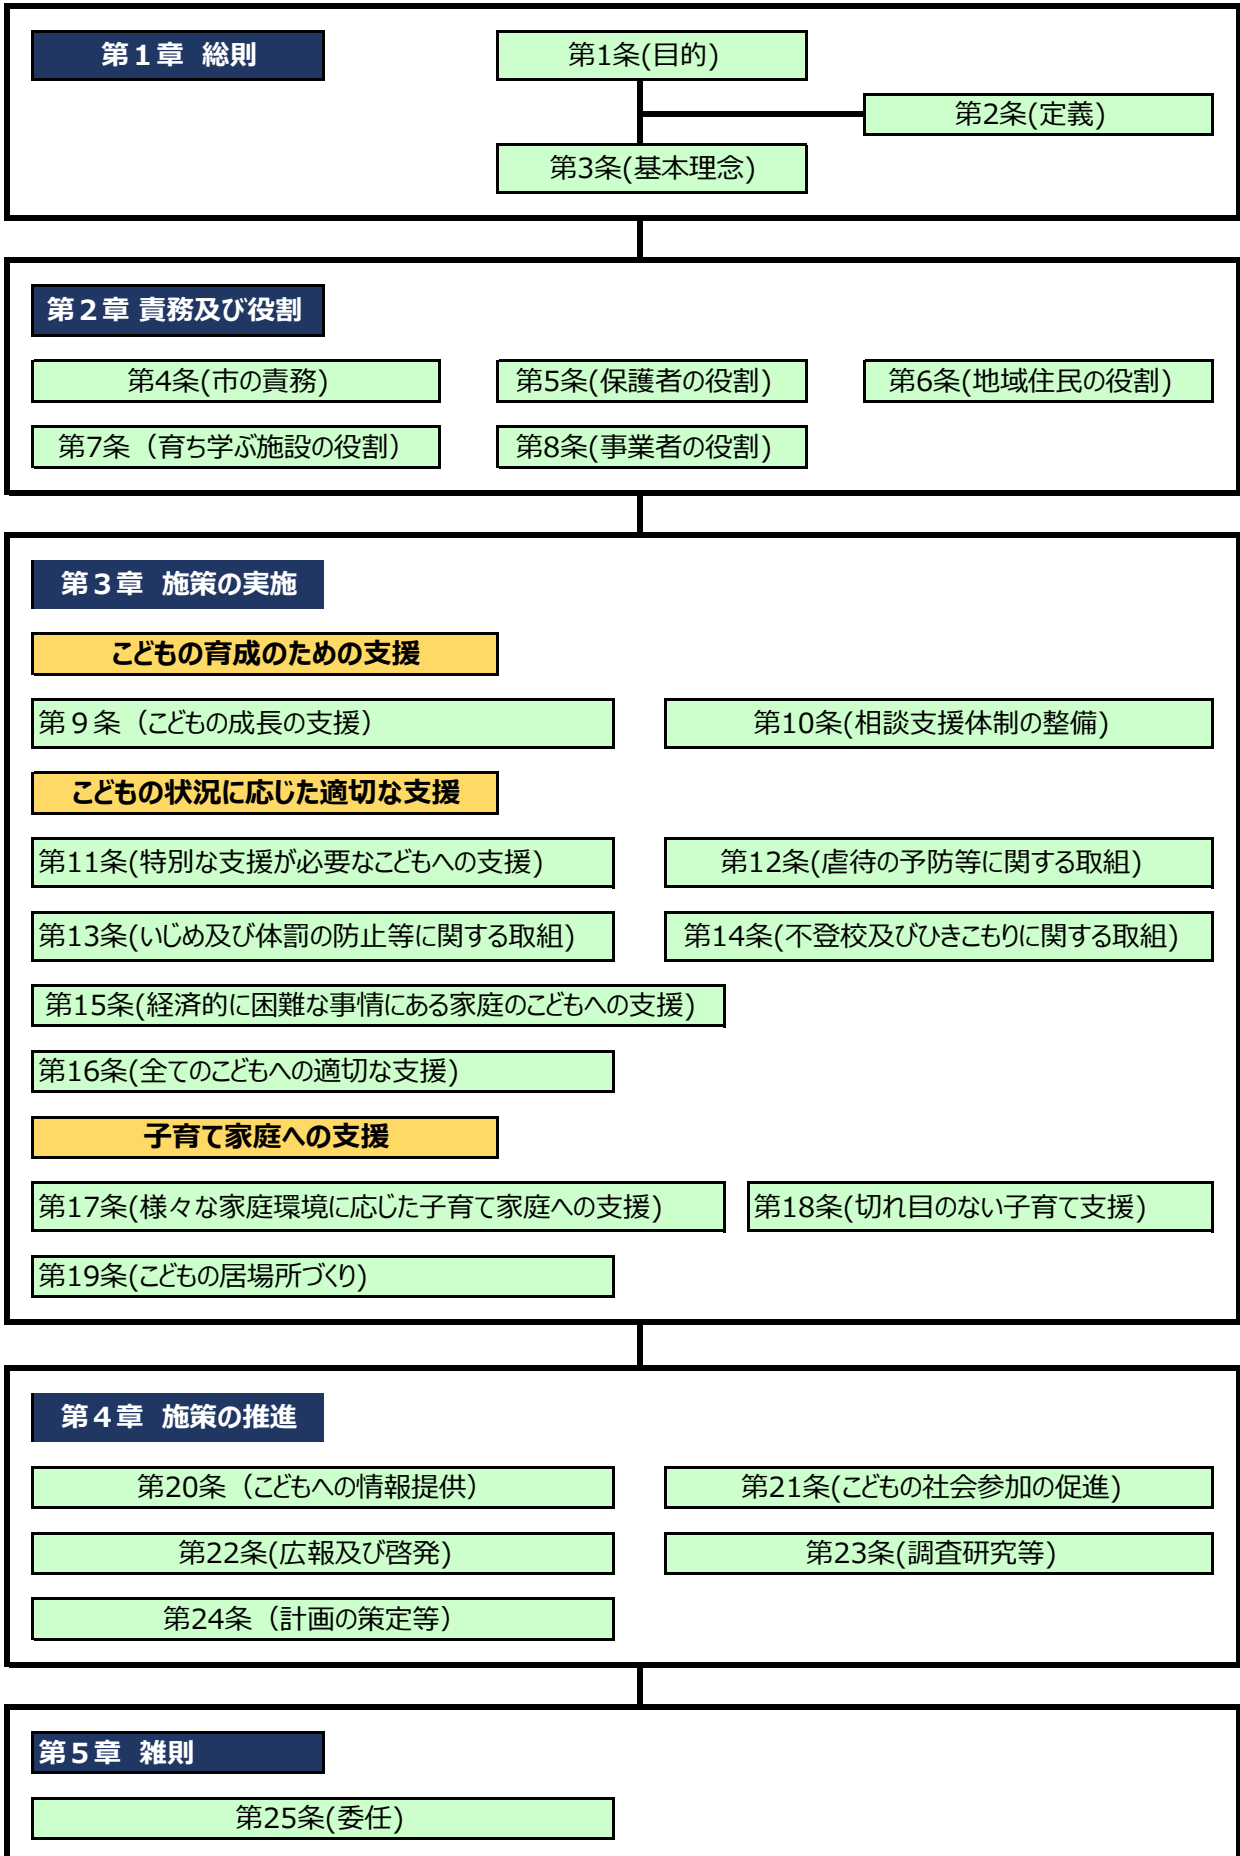 第１章 総則
第1条(目的)
第2条(定義)
第3条(基本理念)
第２章 責務及び役割
第4条(市の責務)
第5条(保護者の役割)
第6条(地域住民の役割)
第7条（育ち学ぶ施設の役割）
第8条(事業者の役割)
第３章 施策の実施
こどもの育成のための支援
第９条（こどもの成長の支援）
第10条(相談支援体制の整備)
こどもの状況に応じた適切な支援
第11条(特別な支援が必要なこどもへの支援)
第12条(虐待の予防等に関する取組)
第13条(いじめ及び体罰の防止等に関する取組)
第14条(不登校及びひきこもりに関する取組)
第15条(経済的に困難な事情にある家庭のこどもへの支援)
第16条(全てのこどもへの適切な支援)
子育て家庭への支援
第17条(様々な家庭環境に応じた子育て家庭への支援)
第18条(切れ目のない子育て支援)
第19条(こどもの居場所づくり)
第４章 施策の推進
第20条（こどもへの情報提供）
第21条(こどもの社会参加の促進)
第22条(広報及び啓発)
第23条(調査研究等)
第24条（計画の策定等）
第５章 雑則
第25条(委任)